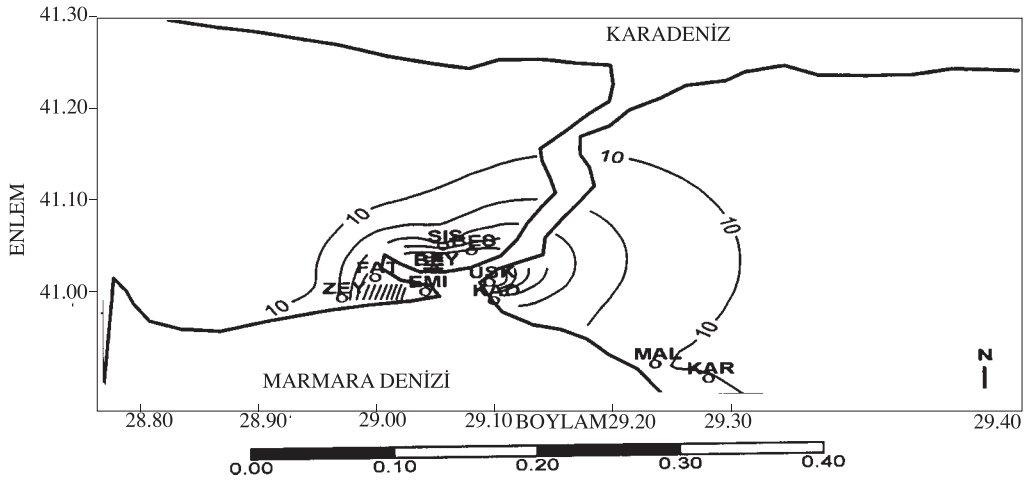 41.30
KARADENİZ
41.20
10
41.10
10
10
ENLEM
SIS
BES
BEY
FAT
USK
EMI
ZEY
KAD
41.00
10
10
MAL
KAR
N
MARMARA DENİZİ
28.80 28.90 29.00 29.10 BOYLAM 29.20 29.30 29.40
0.00 0.10 0.20 0.30 0.40